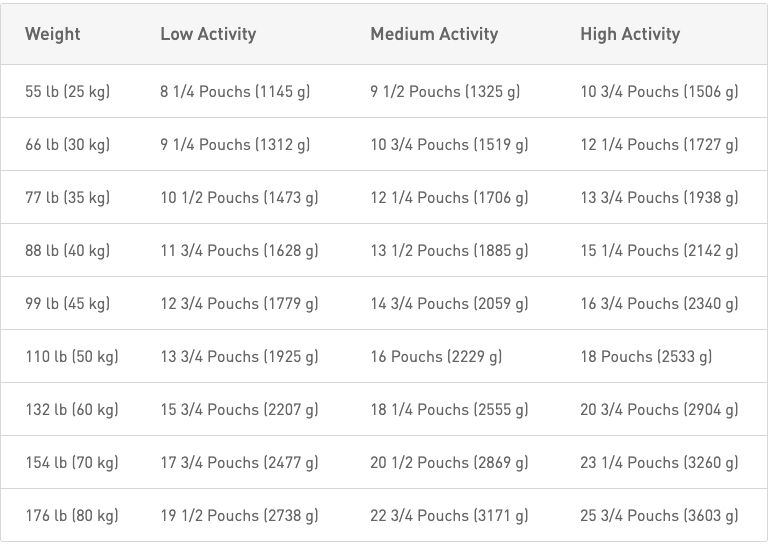 Weight Low Activity Medium Activity High Activity
55 lb (25 kg) 8 1/4 Pouchs (1145 g) 9 1/2 Pouchs (1325 g) 10 3/4 Pouchs (1506 g)
66 lb (30 kg) 9 1/4 Pouchs (1312 g) 10 3/4 Pouchs (1519 g) 12 1/4 Pouchs (1727 g)
77 lb (35 kg) 10 1/2 Pouchs (1473 g) 12 1/4 Pouchs (1706 g) 13 3/4 Pouchs (1938 g)
88 lb (40 kg) 11 3/4 Pouchs (1628 g) 13 1/2 Pouchs (1885 g) 15 1/4 Pouchs (2142 g)
99 lb (45 kg) 12 3/4 Pouchs (1779 g) 14 3/4 Pouchs (2059 g) 16 3/4 Pouchs (2340 g)
110 lb (50 kg) 13 3/4 Pouchs (1925 g) 16 Pouchs (2229 g) 18 Pouchs (2533 g)
132 lb (60 kg) 15 3/4 Pouchs (2207 g) 18 1/4 Pouchs (2555 g) 20 3/4 Pouchs (2904 g)
154 lb (70 kg) 17 3/4 Pouchs (2477 g) 20 1/2 Pouchs (2869 g) 23 1/4 Pouchs (3260 g)
176 lb (80 kg) 19 1/2 Pouchs (2738 g) 22 3/4 Pouchs (3171 g) 25 3/4 Pouchs (3603 g)